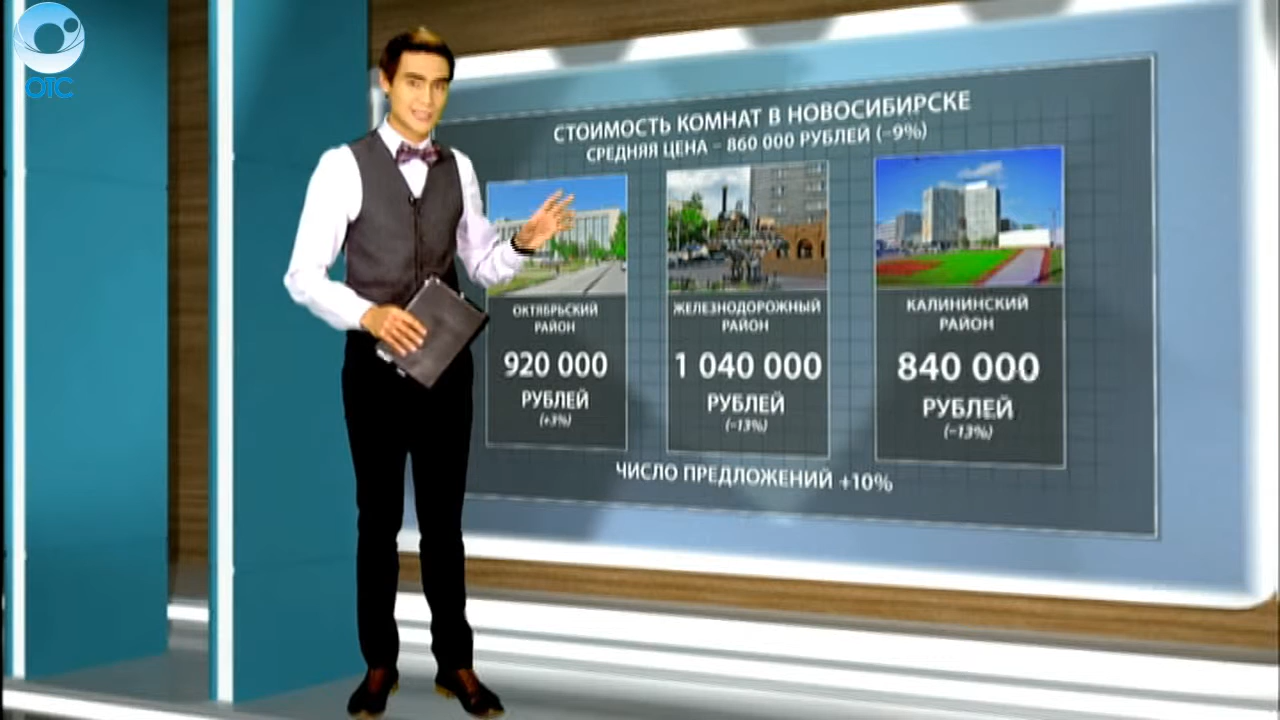 ОТС
СТОИМОСТЬ КОМНАТ В НОВОСИБИРСКЕ
СРЕДНЯЯ ЦЕНА – 860 000 РУБЛЕЙ (–9%)
ОКТЯБРЬСКИЙ
РАЙОН
920 000
РУБЛЕЙ
(+3%)
ЖЕЛЕЗНОДОРОЖНЫЙ
РАЙОН
1 040 000
РУБЛЕЙ
(–13%)
КАЛИНИНСКИЙ
РАЙОН
840 000
РУБЛЕЙ
(–13%)
ЧИСЛО ПРЕДЛОЖЕНИЙ +10%